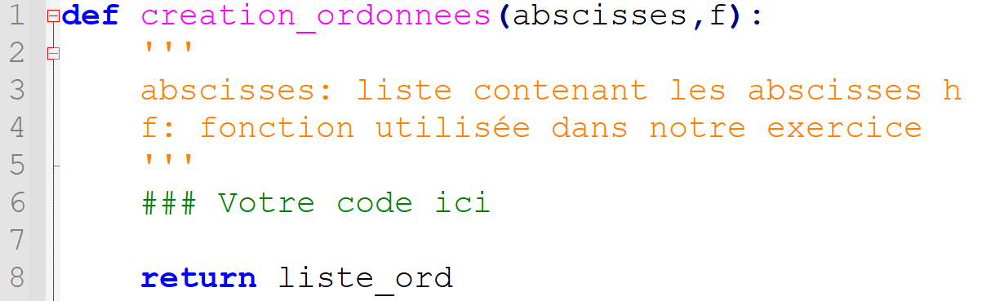 1 def creation_ordonnees(abscisses,f):
2 '''
3 abscisses: liste contenant les abscisses h
4 f: fonction utilisée dans notre exercice
5 '''
6 ### Votre code ici
7
8 return liste_ord